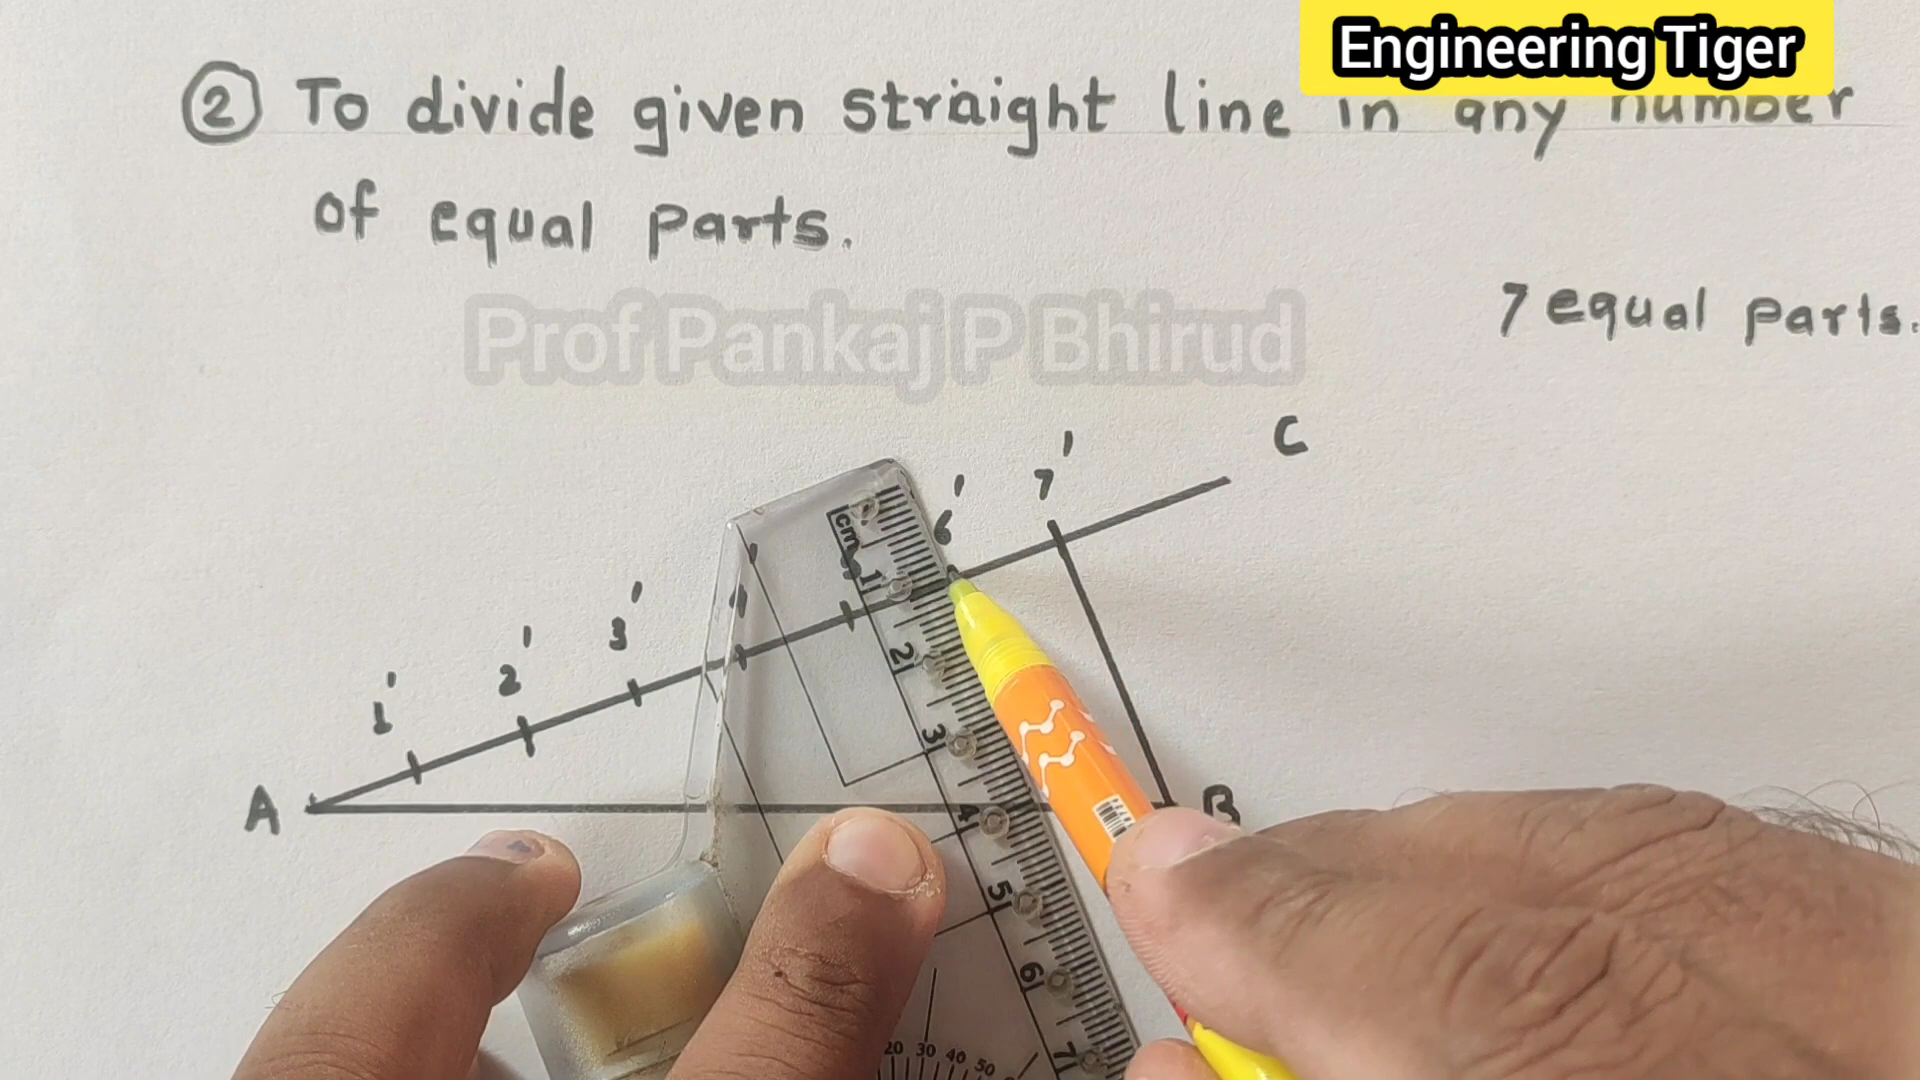 Engineering Tiger
② To divide given straight line in any number
of equal parts.
7 equal parts.
Prof Pankaj P Bhirud
C
7'
6'
4
3'
2'
1'
A
B
cm
1
2
3
4
5
6
7
20 30 40 50